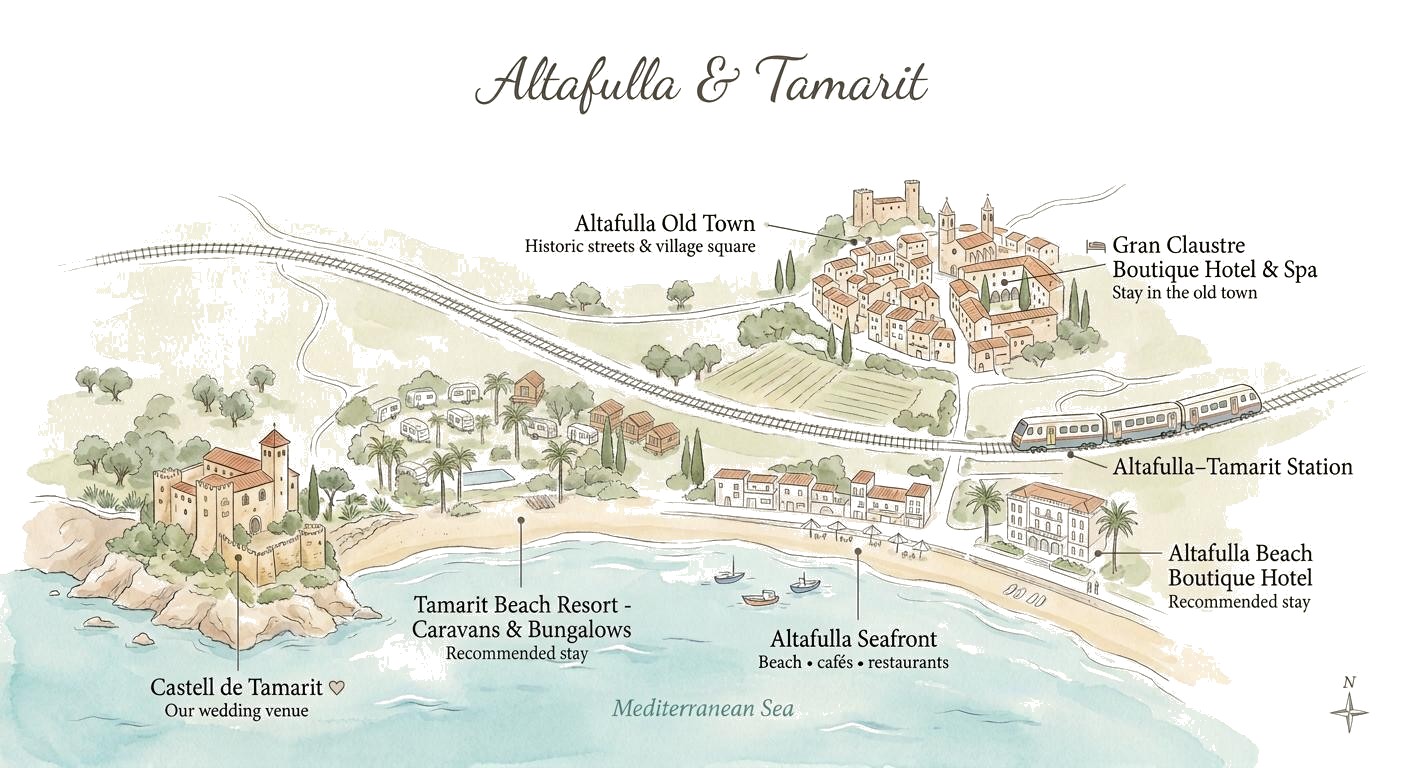 Altafulla & Tamarit
Altafulla Old Town
Historic streets & village square
Gran Claustre
Boutique Hotel & Spa
Stay in the old town
Altafulla–Tamarit Station
Altafulla Beach
Boutique Hotel
Recommended stay
Tamarit Beach Resort -
Caravans & Bungalows
Recommended stay
Altafulla Seafront
Beach • cafés • restaurants
Castell de Tamarit
Our wedding venue
Mediterranean Sea
N